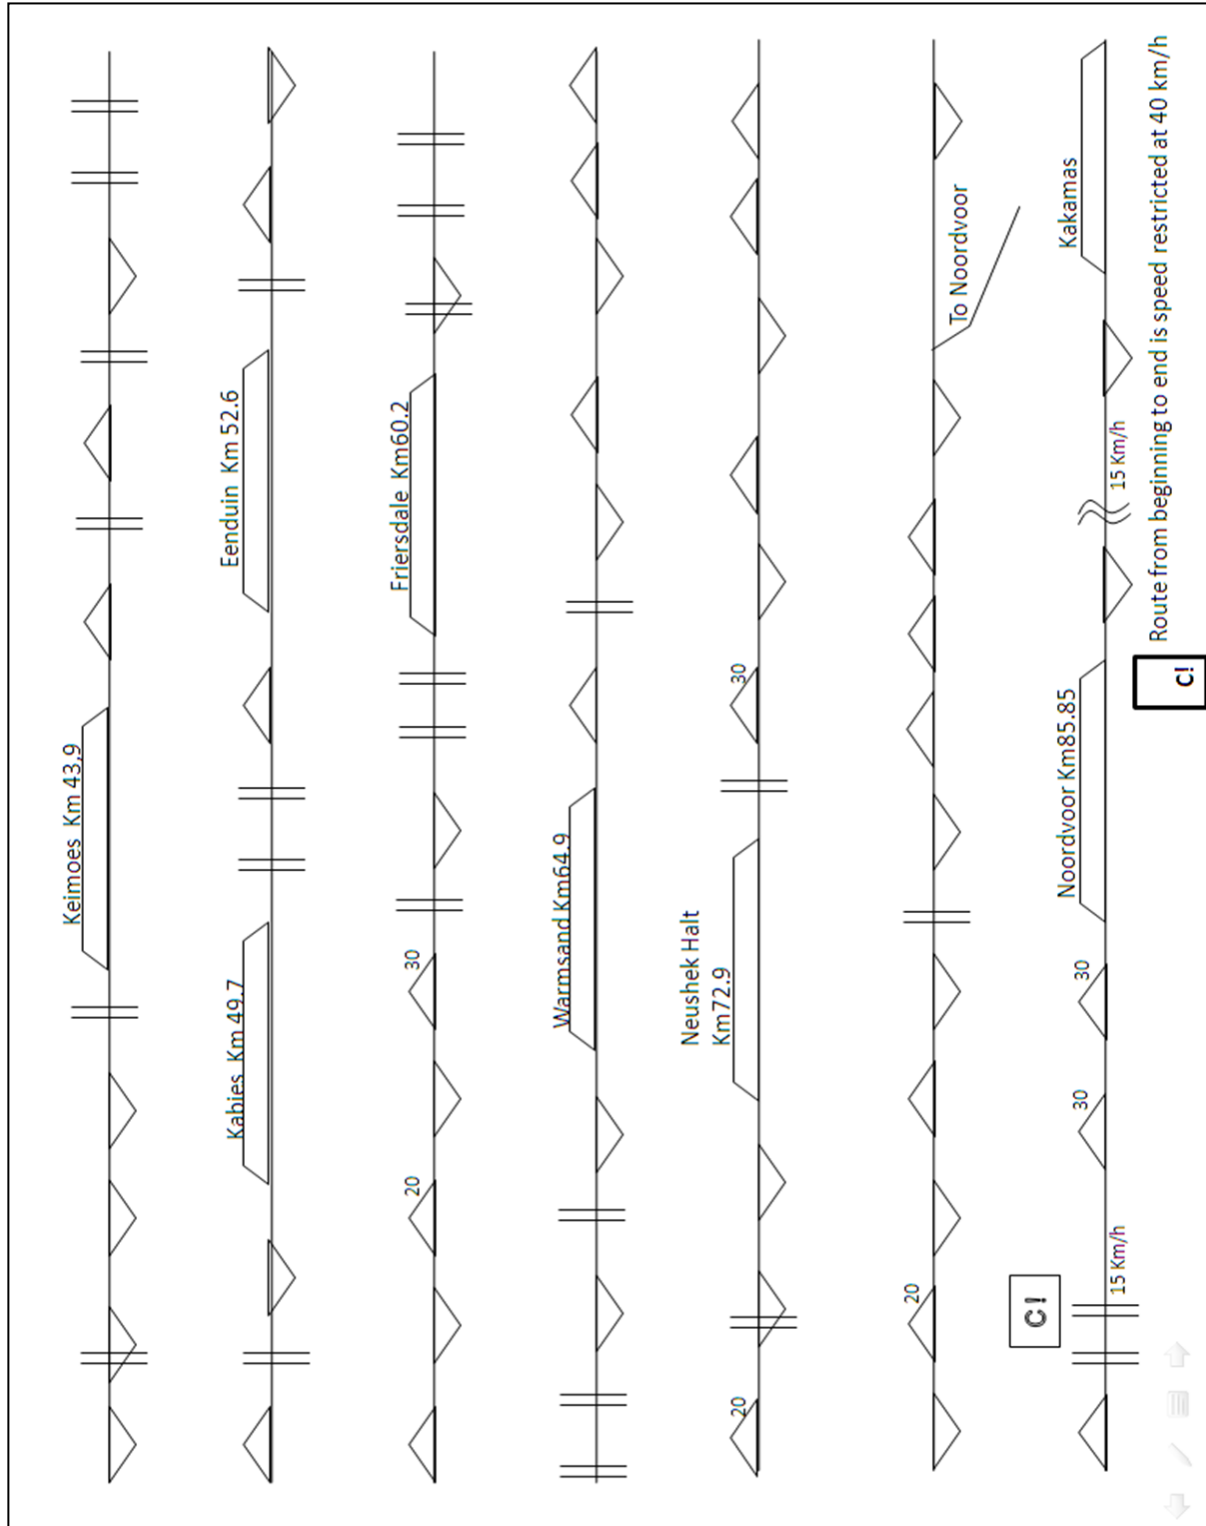 Keimoes Km 43,9
Kabies Km 49.7
Eenduin Km 52.6
20
30
Friersdale Km60.2
Warmsand Km64.9
20
Neushek Halt
Km72.9
30
20
To Noordvoor
C!
15 Km/h
30
30
Noordvoor Km85.85
15 Km/h
Kakamas
C!
Route from beginning to end is speed restricted at 40 km/h